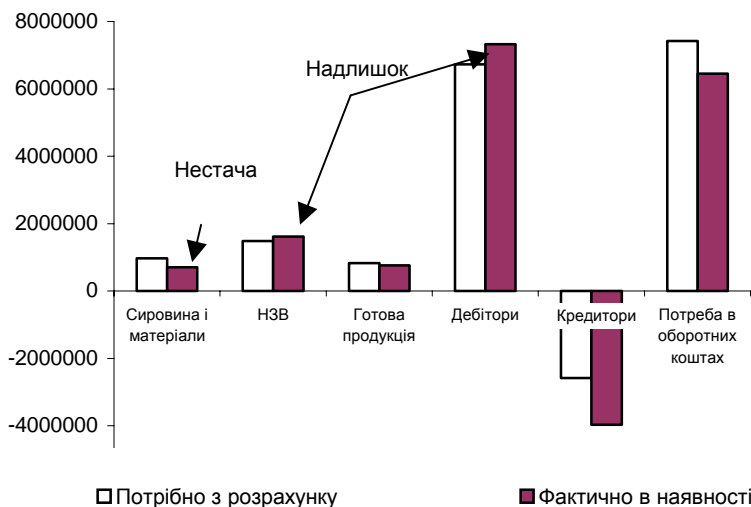 8000000
6000000
4000000
2000000
0
-2000000
-4000000
Надлишок
Нестача
Сировина і
матеріали
НЗВ
Готова
продукція
Дебітори
Кредитори
Потреба в
оборотних
коштах
Потрібно з розрахунку
Фактично в наявності